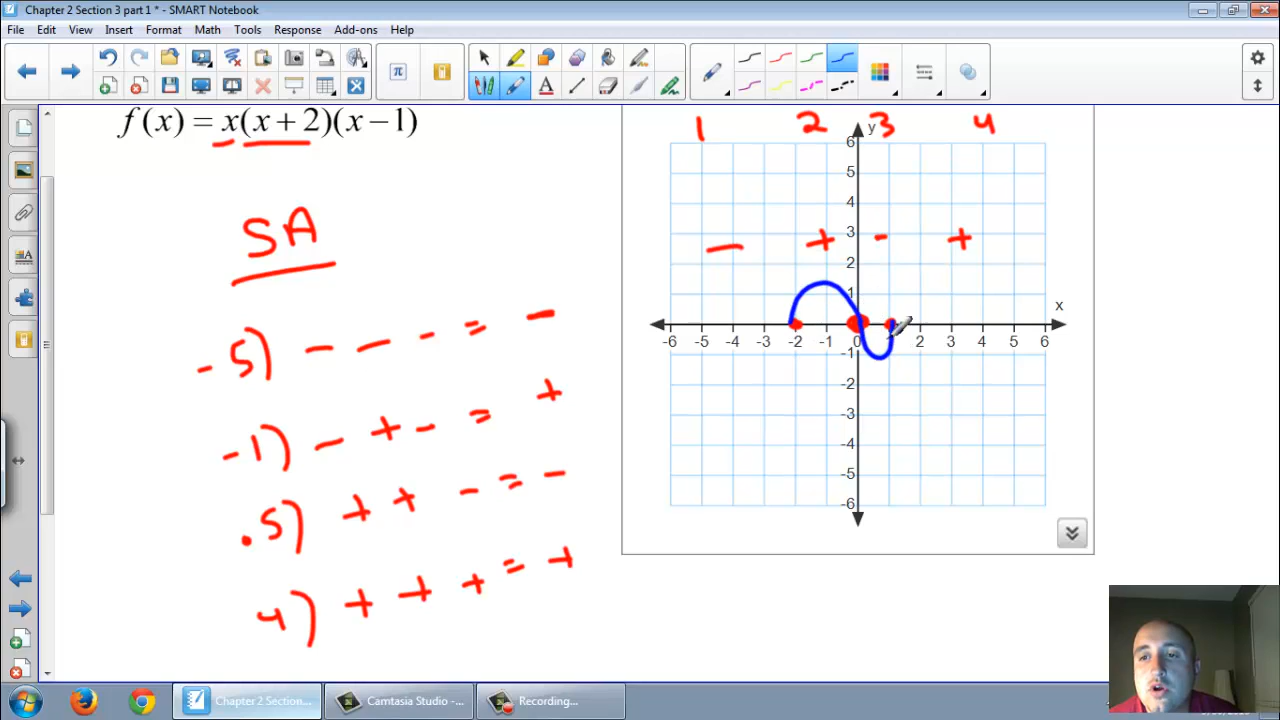 Chapter 2 Section 3 part 1 * - SMART Notebook
File Edit View Insert Format Math Tools Response Add-ons Help
f(x) = x(x+2)(x−1)
SA
-5) - - - = -
-1) - + - = +
.5) + + - = -
4) + + + = +
1 2 3 4
y
6
5
4
3
2
1
- + - +
x
-6 -5 -4 -3 -2 0 2 3 4 5 6
-1
-2
-3
-4
-5
-6
Chapter 2 Section... Camtasia Studio -... Recording...